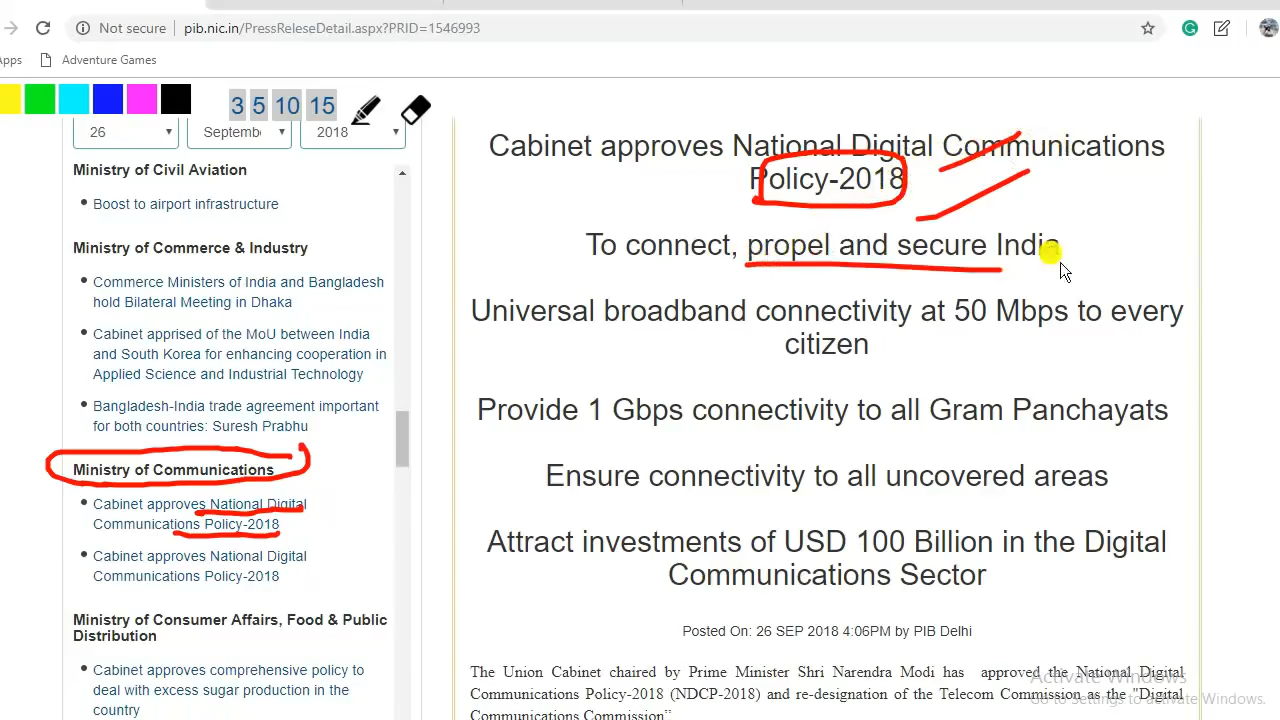 Not secure
pib.nic.in/PressReleseDetail.aspx?PRID=1546993
Apps
Adventure Games
3 5 10 15
26
Septemb
2018
Ministry of Civil Aviation
Boost to airport infrastructure
Ministry of Commerce & Industry
Commerce Ministers of India and Bangladesh
hold Bilateral Meeting in Dhaka
Cabinet apprised of the MoU between India
and South Korea for enhancing cooperation in
Applied Science and Industrial Technology
Bangladesh-India trade agreement important
for both countries: Suresh Prabhu
Ministry of Communications
Cabinet approves National Digital
Communications Policy-2018
Cabinet approves National Digital
Communications Policy-2018
Ministry of Consumer Affairs, Food & Public
Distribution
Cabinet approves comprehensive policy to
deal with excess sugar production in the
country
Cabinet approves National Digital Communications
Policy-2018
To connect, propel and secure India
Universal broadband connectivity at 50 Mbps to every
citizen
Provide 1 Gbps connectivity to all Gram Panchayats
Ensure connectivity to all uncovered areas
Attract investments of USD 100 Billion in the Digital
Communications Sector
Posted On: 26 SEP 2018 4:06PM by PIB Delhi
The Union Cabinet chaired by Prime Minister Shri Narendra Modi has approved the National Digital
Communications Policy-2018 (NDCP-2018) and re-designation of the Telecom Commission as the "Digital
Communications Commission".
Activate Windows
Go to Settings to activate Windows.